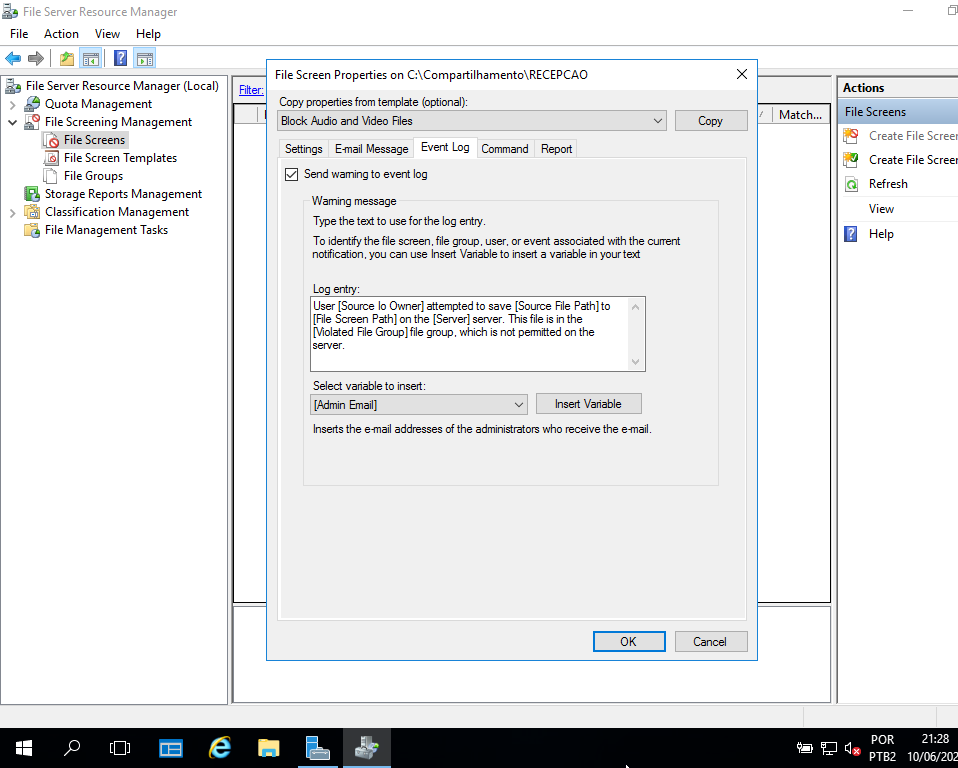 File Server Resource Manager
File Action View Help
File Server Resource Manager (Local)
Quota Management
File Screening Management
File Screens
File Screen Templates
File Groups
Storage Reports Management
Classification Management
File Management Tasks
Filter:
Match...
File Screen Properties on C:\Compartilhamento\RECEPCAO
Copy properties from template (optional):
Block Audio and Video Files
Copy
Settings E-mail Message Event Log Command Report
Send warning to event log
Warning message
Type the text to use for the log entry.
To identify the file screen, file group, user, or event associated with the current
notification, you can use Insert Variable to insert a variable in your text
Log entry:
User [Source Io Owner] attempted to save [Source File Path] to
[File Screen Path] on the [Server] server. This file is in the
[Violated File Group] file group, which is not permitted on the
server.
Select variable to insert:
[Admin Email]
Insert Variable
Inserts the e-mail addresses of the administrators who receive the e-mail.
OK
Cancel
Actions
File Screens
Create File Screen
Create File Screen
Refresh
View
Help
POR
PTB2
21:28
10/06/202